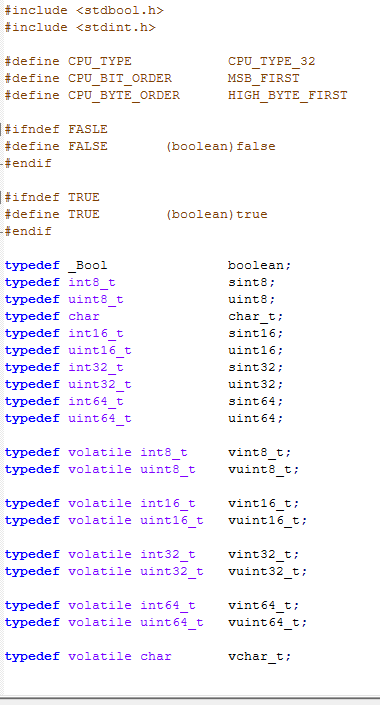 #include <stdbool.h>
#include <stdint.h>
#define CPU_TYPE CPU_TYPE_32
#define CPU_BIT_ORDER MSB_FIRST
#define CPU_BYTE_ORDER HIGH_BYTE_FIRST
#ifndef FASLE
#define FALSE (boolean)false
#endif
#ifndef TRUE
#define TRUE (boolean)true
#endif
typedef _Bool boolean;
typedef int8_t sint8;
typedef uint8_t uint8;
typedef char char_t;
typedef int16_t sint16;
typedef uint16_t uint16;
typedef int32_t sint32;
typedef uint32_t uint32;
typedef int64_t sint64;
typedef uint64_t uint64;
typedef volatile int8_t vint8_t;
typedef volatile uint8_t vuint8_t;
typedef volatile int16_t vint16_t;
typedef volatile uint16_t vuint16_t;
typedef volatile int32_t vint32_t;
typedef volatile uint32_t vuint32_t;
typedef volatile int64_t vint64_t;
typedef volatile uint64_t vuint64_t;
typedef volatile char vchar_t;